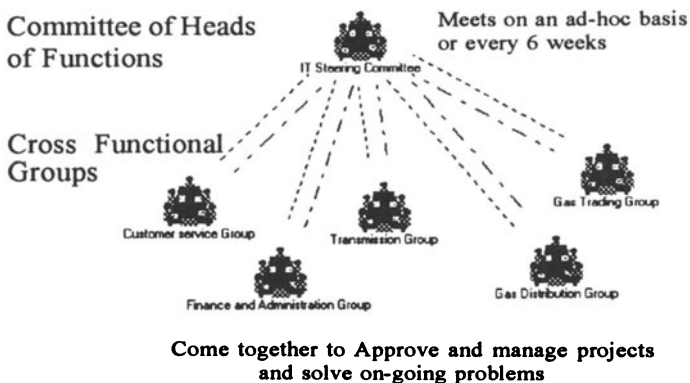 Committee of Heads
of Functions
Meets on an ad-hoc basis
or every 6 weeks
IT Steering Committee
Cross Functional
Groups
Customer service Group
Finance and Administration Group
Transmission Group
Gas Trading Group
Gas Distribution Group
Come together to Approve and manage projects
and solve on-going problems